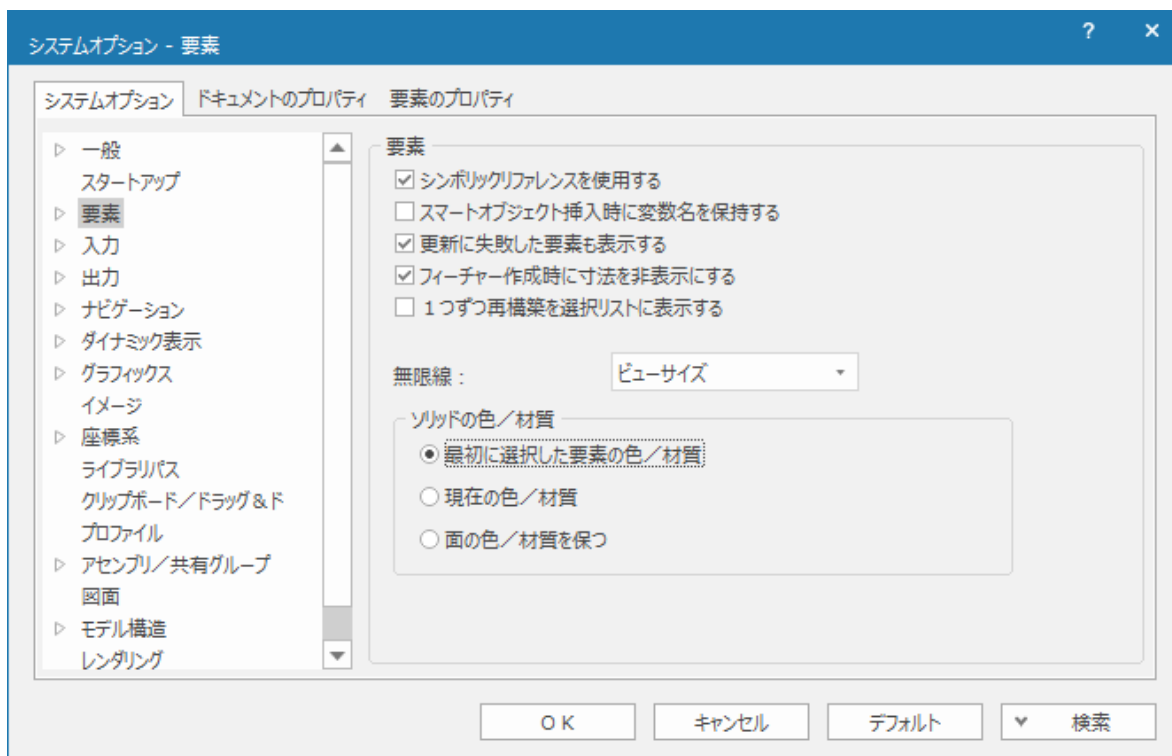 システムオプション - 要素
?
システムオプション ドキュメントのプロパティ 要素のプロパティ
一般
スタートアップ
要素
入力
出力
ナビゲーション
ダイナミック表示
グラフィックス
イメージ
座標系
ライブラリパス
クリップボード／ドラッグ＆ド
プロファイル
アセンブリ／共有グループ
図面
モデル構造
レンダリング
要素
シンボリックリファレンスを使用する
スマートオブジェクト挿入時に変数名を保持する
更新に失敗した要素も表示する
フィーチャー作成時に寸法を非表示にする
１つずつ再構築を選択リストに表示する
無限線： ビューサイズ
ソリッドの色／材質
最初に選択した要素の色／材質
現在の色／材質
面の色／材質を保つ
ＯＫ キャンセル デフォルト 検索